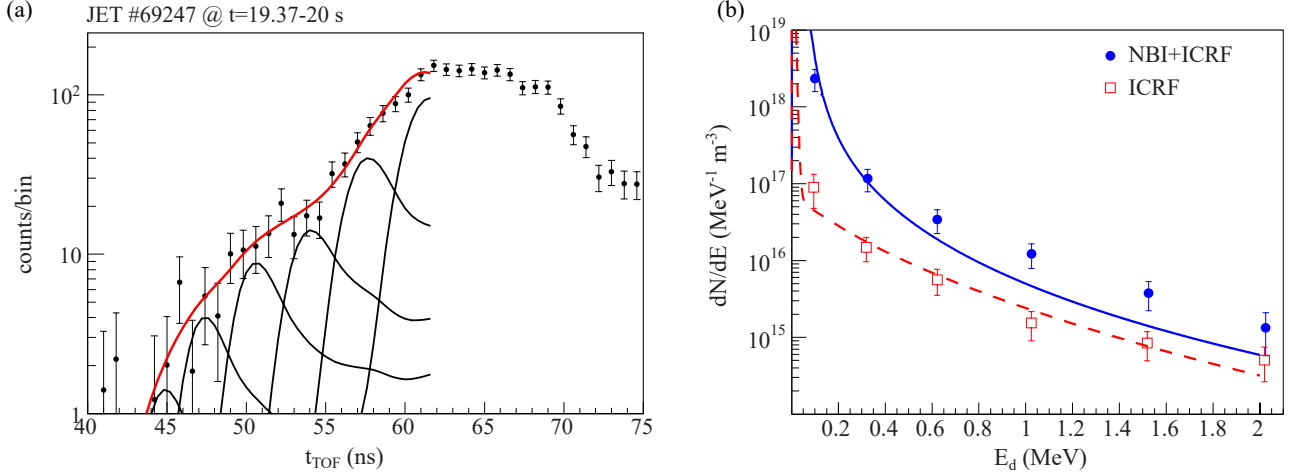 (a)
JET #69247 @ t=19.37-20 s
counts/bin
10²
10
1
40 45 50 55 60 65 70 75
t_TOF (ns)
(b)
dN/dE (MeV⁻¹ m⁻³)
10¹⁹
10¹⁸
10¹⁷
10¹⁶
10¹⁵
NBI+ICRF
ICRF
0.2 0.4 0.6 0.8 1 1.2 1.4 1.6 1.8 2
E_d (MeV)